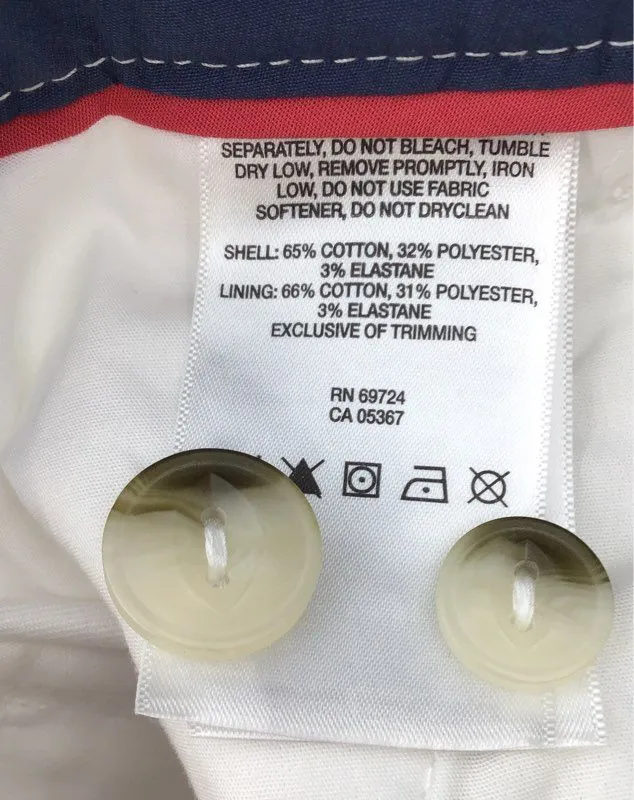 SEPARATELY, DO NOT BLEACH, TUMBLE
DRY LOW, REMOVE PROMPTLY, IRON
LOW, DO NOT USE FABRIC
SOFTENER, DO NOT DRYCLEAN
SHELL: 65% COTTON, 32% POLYESTER,
3% ELASTANE
LINING: 66% COTTON, 31% POLYESTER,
3% ELASTANE
EXCLUSIVE OF TRIMMING
RN 69724
CA 05367